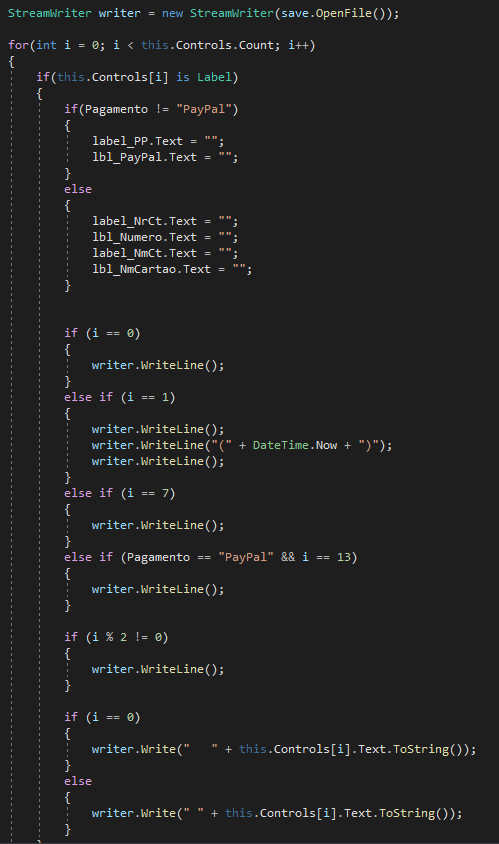 StreamWriter writer = new StreamWriter(save.OpenFile());
for(int i = 0; i < this.Controls.Count; i++)
{
if(this.Controls[i] is Label)
{
if(Pagamento != "PayPal")
{
label_PP.Text = "";
lbl_PayPal.Text = "";
}
else
{
label_NrCt.Text = "";
lbl_Numero.Text = "";
label_NmCt.Text = "";
lbl_NmCartao.Text = "";
}
if (i == 0)
{
writer.WriteLine();
}
else if (i == 1)
{
writer.WriteLine();
writer.WriteLine("(" + DateTime.Now + ")");
writer.WriteLine();
}
else if (i == 7)
{
writer.WriteLine();
}
else if (Pagamento == "PayPal" && i == 13)
{
writer.WriteLine();
}
if (i % 2 != 0)
{
writer.WriteLine();
}
if (i == 0)
{
writer.Write("   " + this.Controls[i].Text.ToString());
}
else
{
writer.Write(" " + this.Controls[i].Text.ToString());
}